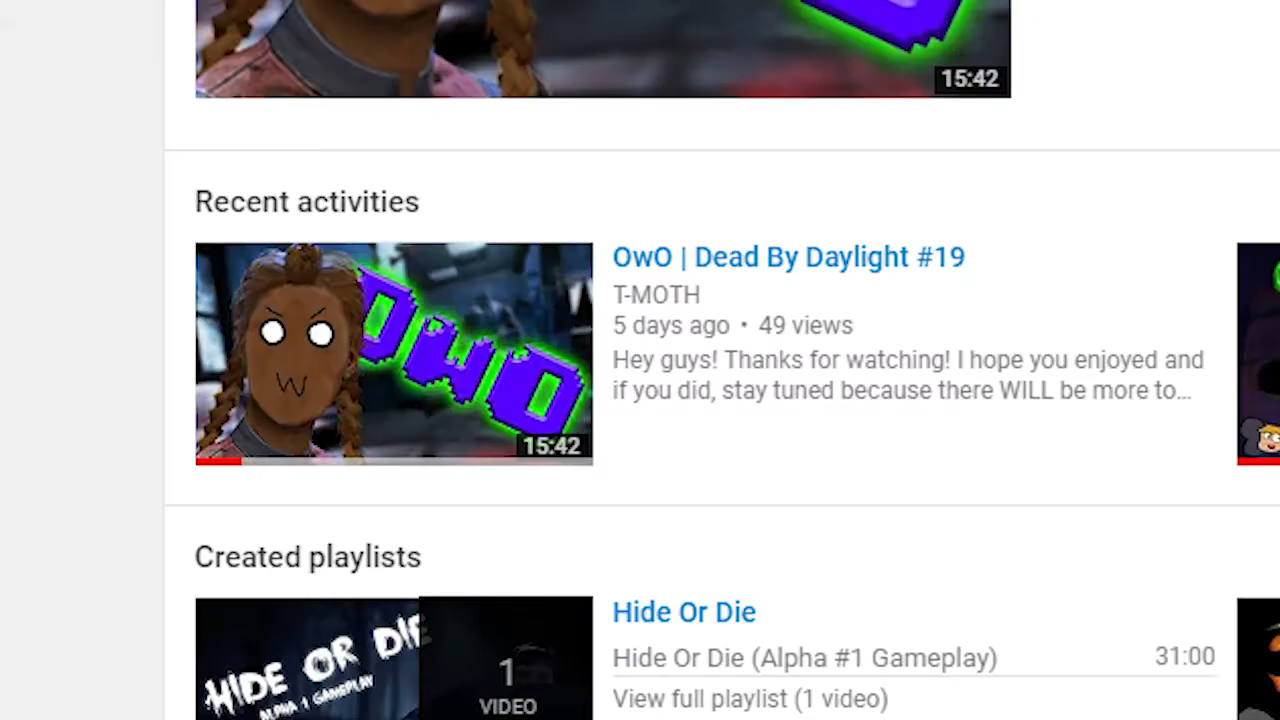 15:42
Recent activities
OwO
15:42
OwO | Dead By Daylight #19
T-MOTH
5 days ago • 49 views
Hey guys! Thanks for watching! I hope you enjoyed and
if you did, stay tuned because there WILL be more to...
Created playlists
HIDE OR DIE
ALPHA 1 GAMEPLAY
1
VIDEO
Hide Or Die
Hide Or Die (Alpha #1 Gameplay) 31:00
View full playlist (1 video)